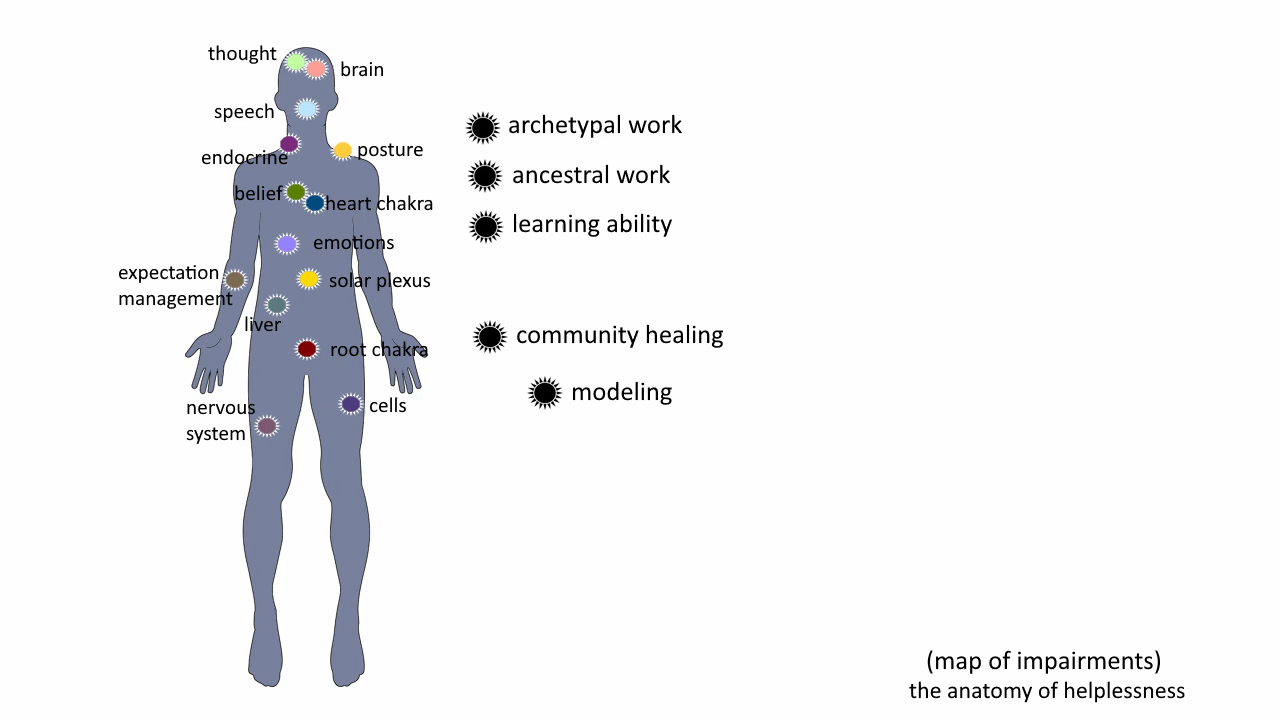 thought
brain
speech
endocrine
posture
belief
heart chakra
emotions
expectation
management
solar plexus
liver
root chakra
nervous
system
cells
archetypal work
ancestral work
learning ability
community healing
modeling
(map of impairments)
the anatomy of helplessness